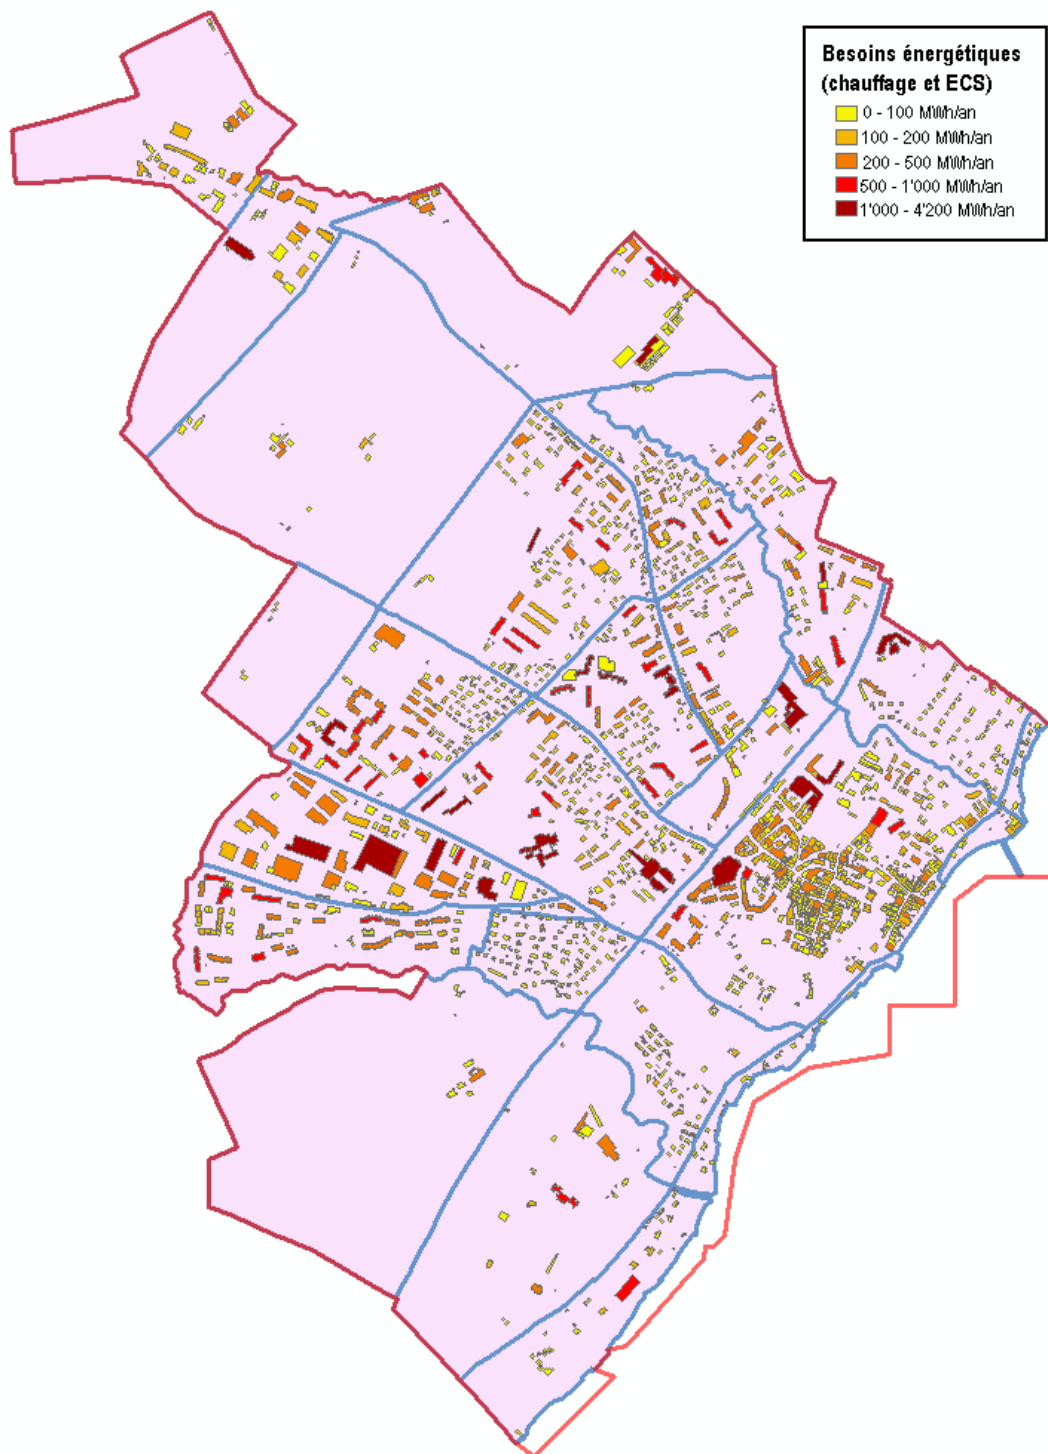 Besoins énergétiques
(chauffage et ECS)
0 - 100 MWh/an
100 - 200 MWh/an
200 - 500 MWh/an
500 - 1'000 MWh/an
1'000 - 4'200 MWh/an